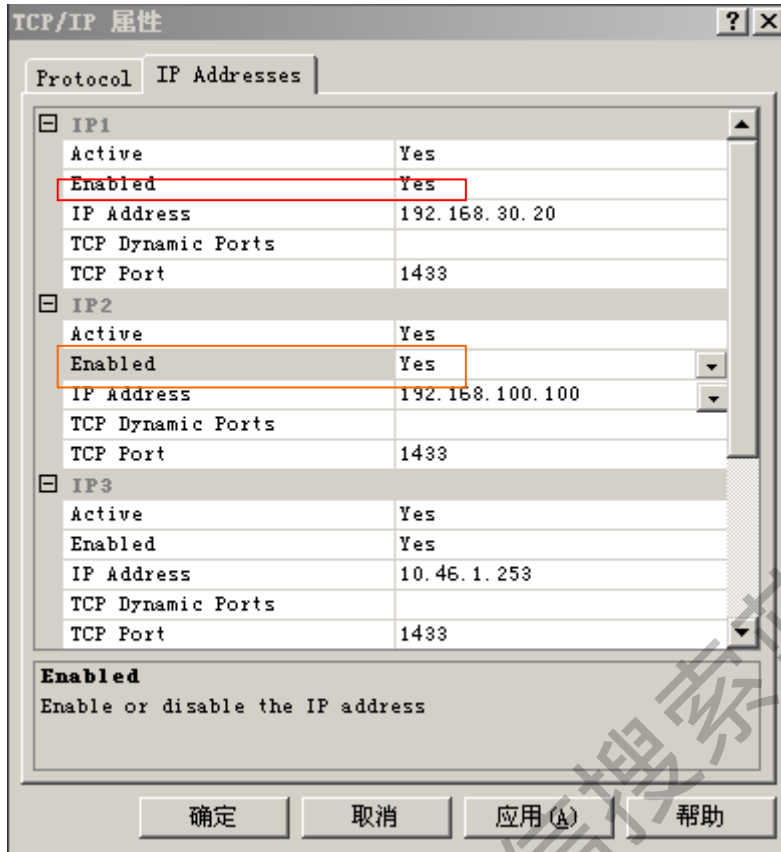 TCP/IP 属性
Protocol IP Addresses
IP1
Active Yes
Enabled Yes
IP Address 192.168.30.20
TCP Dynamic Ports
TCP Port 1433
IP2
Active Yes
Enabled Yes
IP Address 192.168.100.100
TCP Dynamic Ports
TCP Port 1433
IP3
Active Yes
Enabled Yes
IP Address 10.46.1.253
TCP Dynamic Ports
TCP Port 1433
Enabled
Enable or disable the IP address
确定 取消 应用(A) 帮助
信搜索